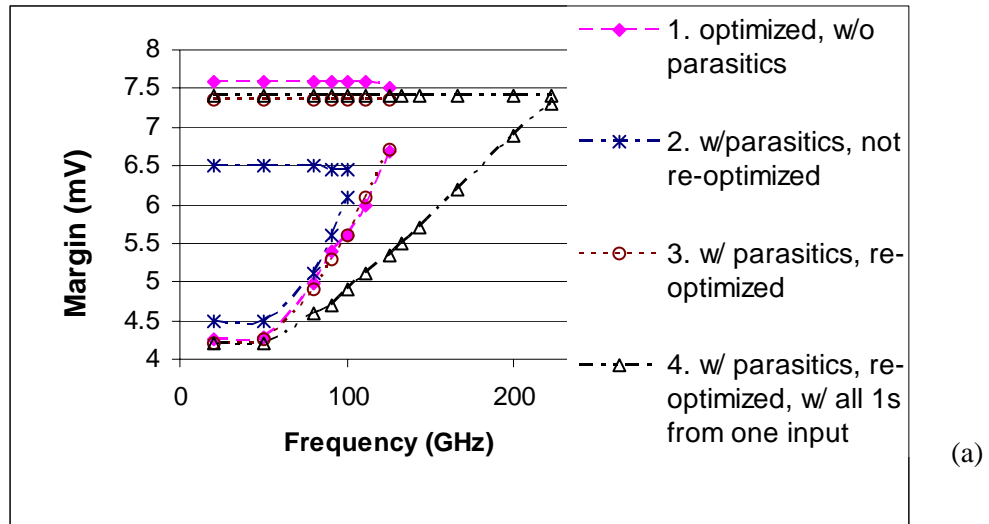 8
7.5
7
6.5
6
5.5
5
4.5
4
Margin (mV)
0
100
200
Frequency (GHz)
1. optimized, w/o
parasitics
2. w/parasitics, not
re-optimized
3. w/ parasitics, re-
optimized
4. w/ parasitics, re-
optimized, w/ all 1s
from one input
(a)